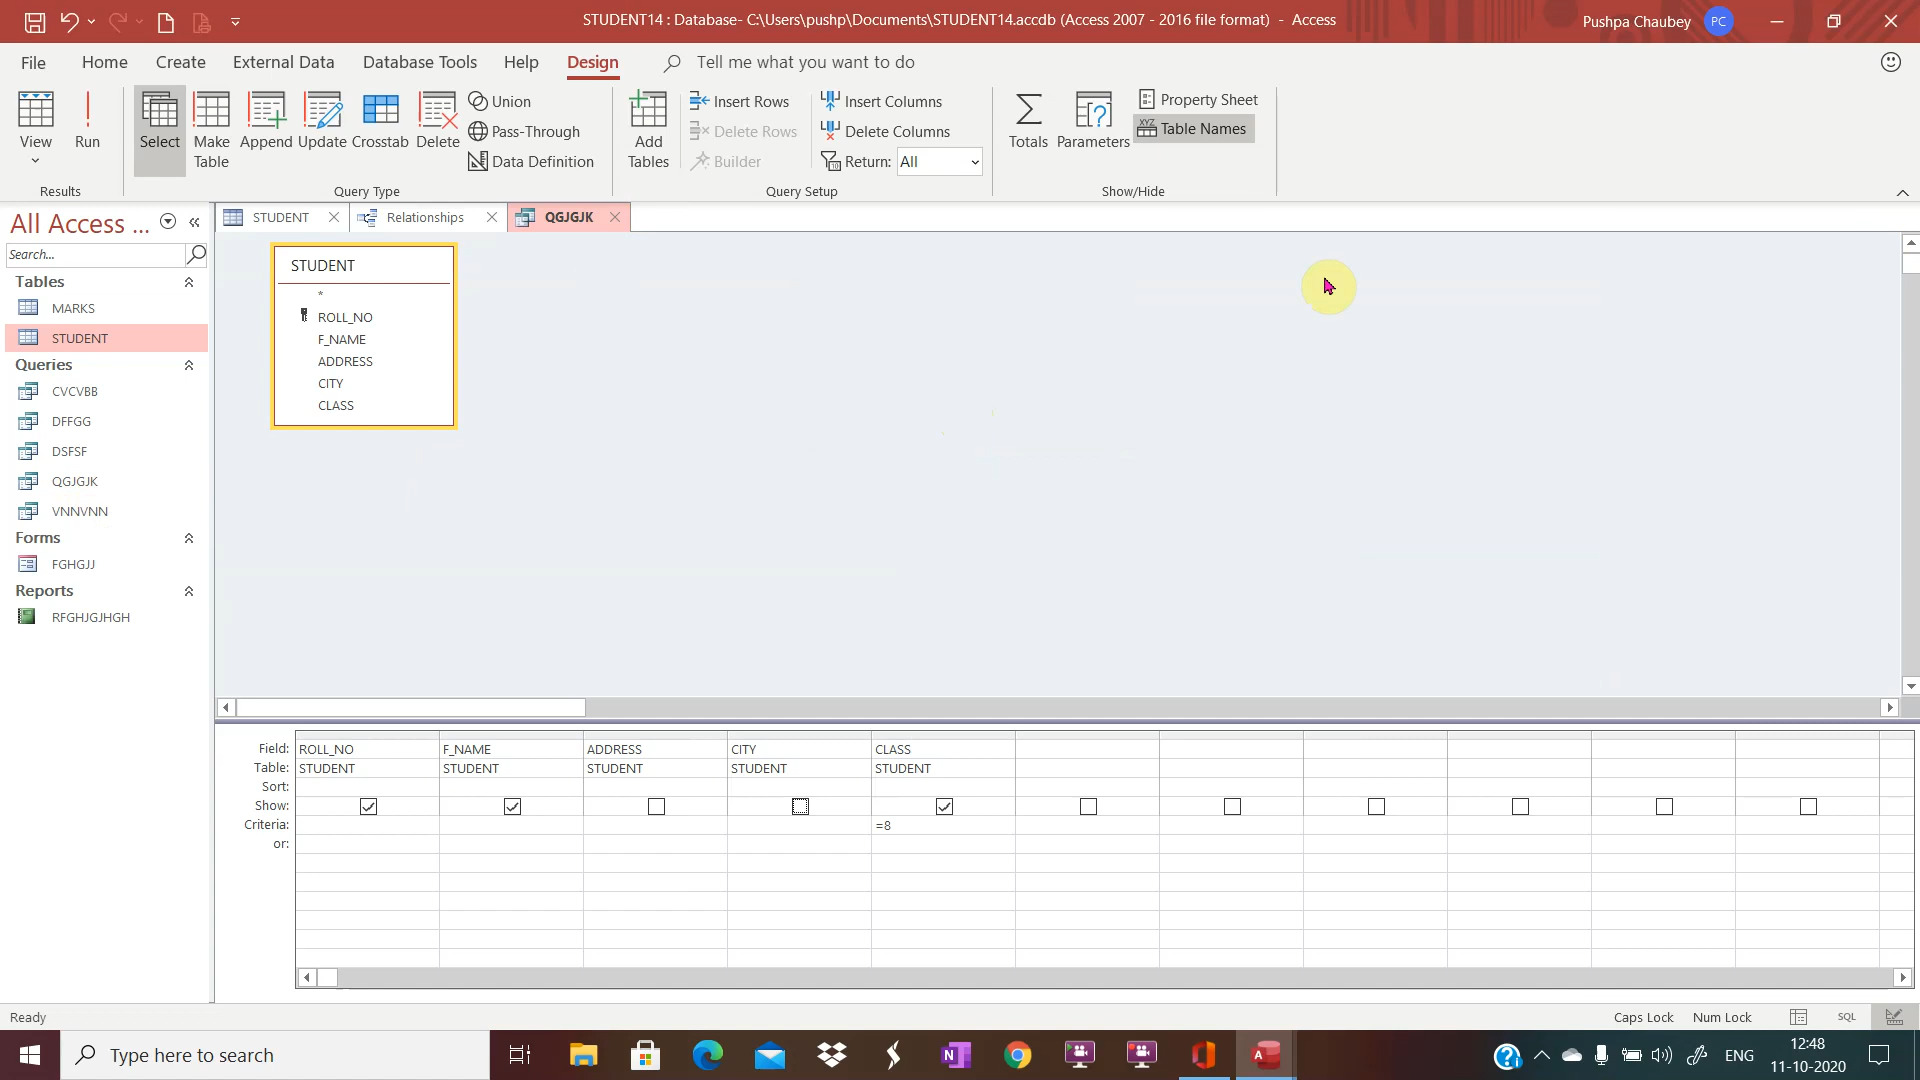 STUDENT14 : Database- C:\Users\pushp\Documents\STUDENT14.accdb (Access 2007 - 2016 file format) - Access
Pushpa Chaubey PC
File Home Create External Data Database Tools Help Design Tell me what you want to do
View
Run
Results
Select
Make
Table
Append
Update
Crosstab
Delete
Union
Pass-Through
Data Definition
Query Type
Add
Tables
Insert Rows
Delete Rows
Builder
Insert Columns
Delete Columns
Return: All
Query Setup
Totals
Parameters
Property Sheet
XYZ Table Names
Show/Hide
All Access ...
Search...
Tables
MARKS
STUDENT
Queries
CVCVBB
DFFGG
DSFSF
QGJGJK
VNNVNN
Forms
FGHGJJ
Reports
RFGHJGJHGH
STUDENT Relationships QGJGJK
STUDENT
*
ROLL_NO
F_NAME
ADDRESS
CITY
CLASS
Field: ROLL_NO F_NAME ADDRESS CITY CLASS
Table: STUDENT STUDENT STUDENT STUDENT STUDENT
Sort:
Show:
Criteria: =8
or:
Ready
Caps Lock Num Lock SQL
Type here to search
ENG
12:48
11-10-2020